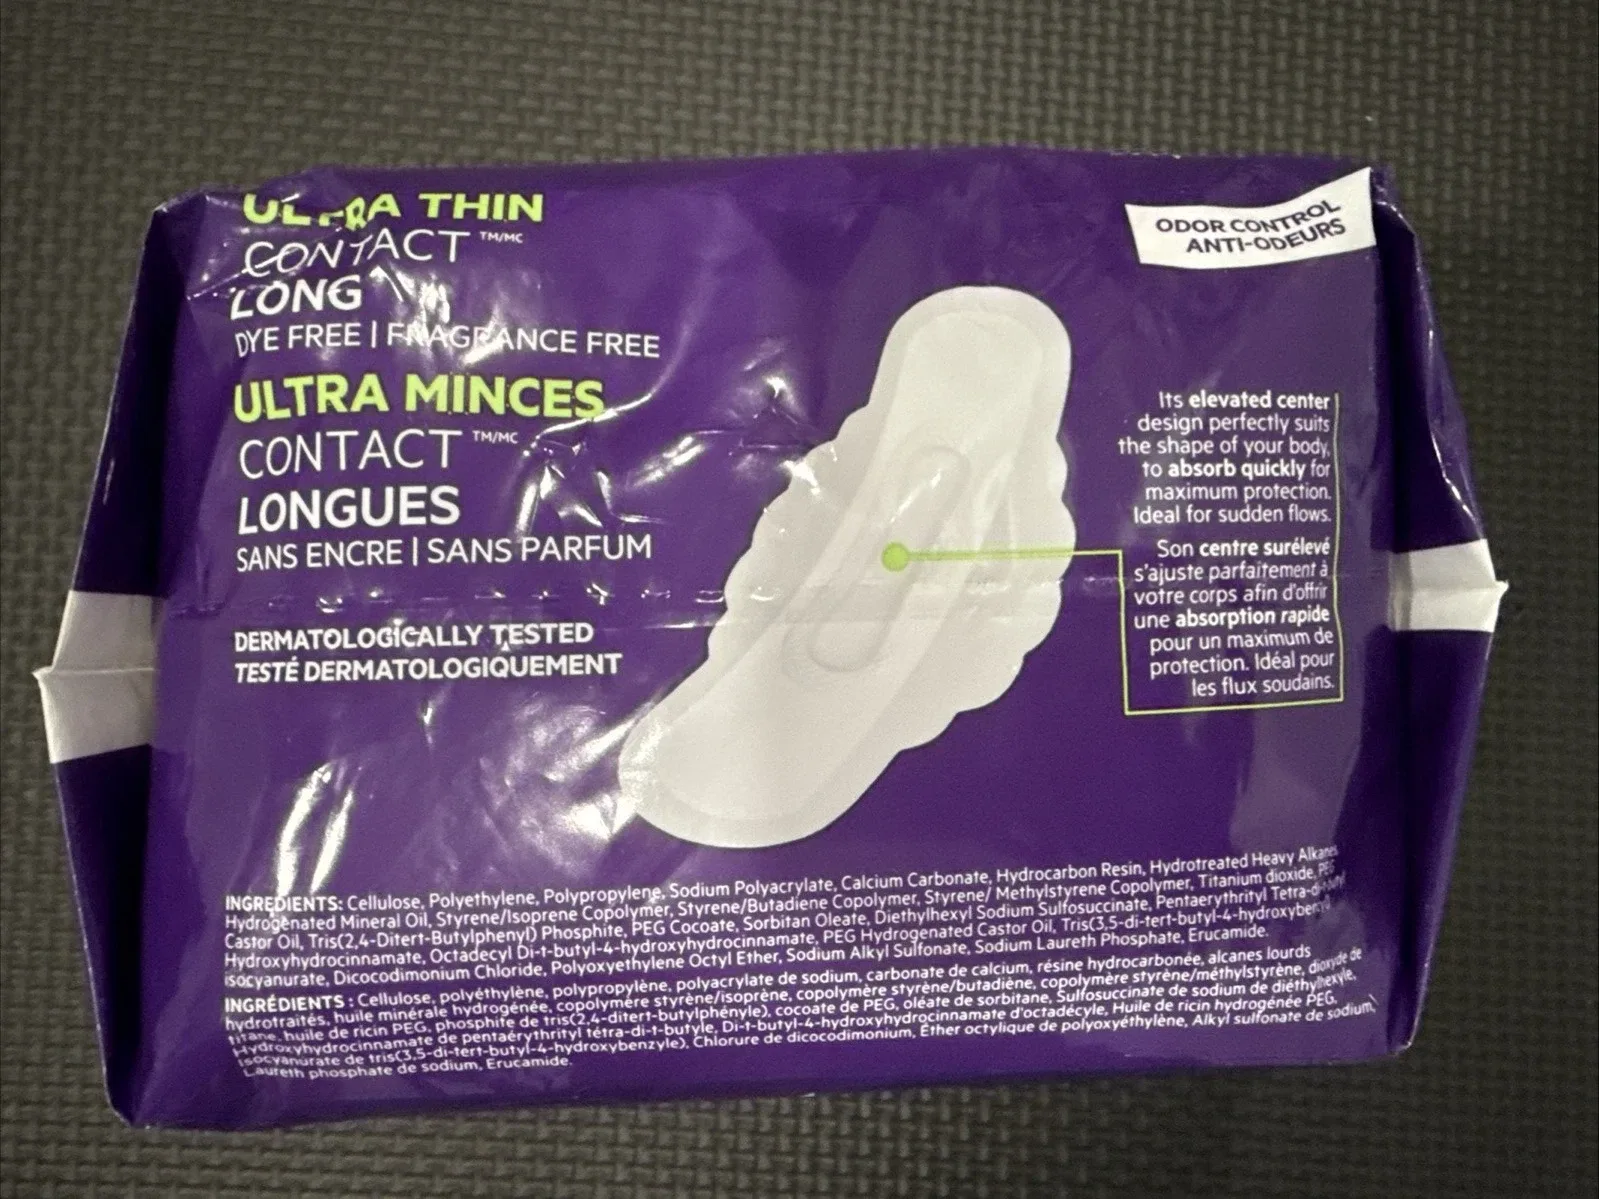 ULTRA THIN
CONTACT TM/MC
LONG
DYE FREE | FRAGRANCE FREE
ULTRA MINCES
CONTACT TM/MC
LONGUES
SANS ENCRE | SANS PARFUM
DERMATOLOGICALLY TESTED
TESTÉ DERMATOLOGIQUEMENT
ODOR CONTROL
ANTI-ODEURS
Its elevated center
design perfectly suits
the shape of your body,
to absorb quickly for
maximum protection.
Ideal for sudden flows.
Son centre surélevé
s'ajuste parfaitement à
votre corps afin d'offrir
une absorption rapide
pour un maximum de
protection. Idéal pour
les flux soudains.
INGREDIENTS: Cellulose, Polyethylene, Polypropylene, Sodium Polyacrylate, Calcium Carbonate, Hydrocarbon Resin, Hydrotreated Heavy Alkanes
Hydrogenated Mineral Oil, Styrene/Isoprene Copolymer, Styrene/Butadiene Copolymer, Styrene/ Methylstyrene Copolymer, Titanium dioxide, PEG
Castor Oil, Tris(2,4-Ditert-Butylphenyl) Phosphite, PEG Cocoate, Sorbitan Oleate, Diethylhexyl Sodium Sulfosuccinate, Pentaerythrityl Tetra-di-t-butyl
Hydroxyhydrocinnamate, Octadecyl Di-t-butyl-4-hydroxyhydrocinnamate, PEG Hydrogenated Castor Oil, Tris(3,5-di-tert-butyl-4-hydroxybenzyl
isocyanurate, Dicocodimonium Chloride, Polyoxyethylene Octyl Ether, Sodium Alkyl Sulfonate, Sodium Laureth Phosphate, Erucamide.
INGRÉDIENTS : Cellulose, polyéthylène, polypropylène, polyacrylate de sodium, carbonate de calcium, résine hydrocarbonée, alcanes lourds
hydrotraités, huile minérale hydrogénée, copolymère styrène/isoprène, copolymère styrène/butadiène, copolymère styrène/méthylstyrène, dioxyde de
titane, huile de ricin PEG, phosphite de tris(2,4-ditert-butylphényle), cocoate de PEG, oléate de sorbitane, Sulfosuccinate de sodium de diéthylhexyle,
Hydroxyhydrocinnamate de pentaérythrityl tétra-di-t-butyle, Di-t-butyl-4-hydroxyhydrocinnamate d'octadécyle, Huile de ricin hydrogénée PEG,
Isocyanurate de tris(3,5-di-tert-butyl-4-hydroxybenzyle), Chlorure de dicocodimonium, Éther octylique de polyoxyéthylène, Alkyl sulfonate de sodium,
Laureth phosphate de sodium, Erucamide.